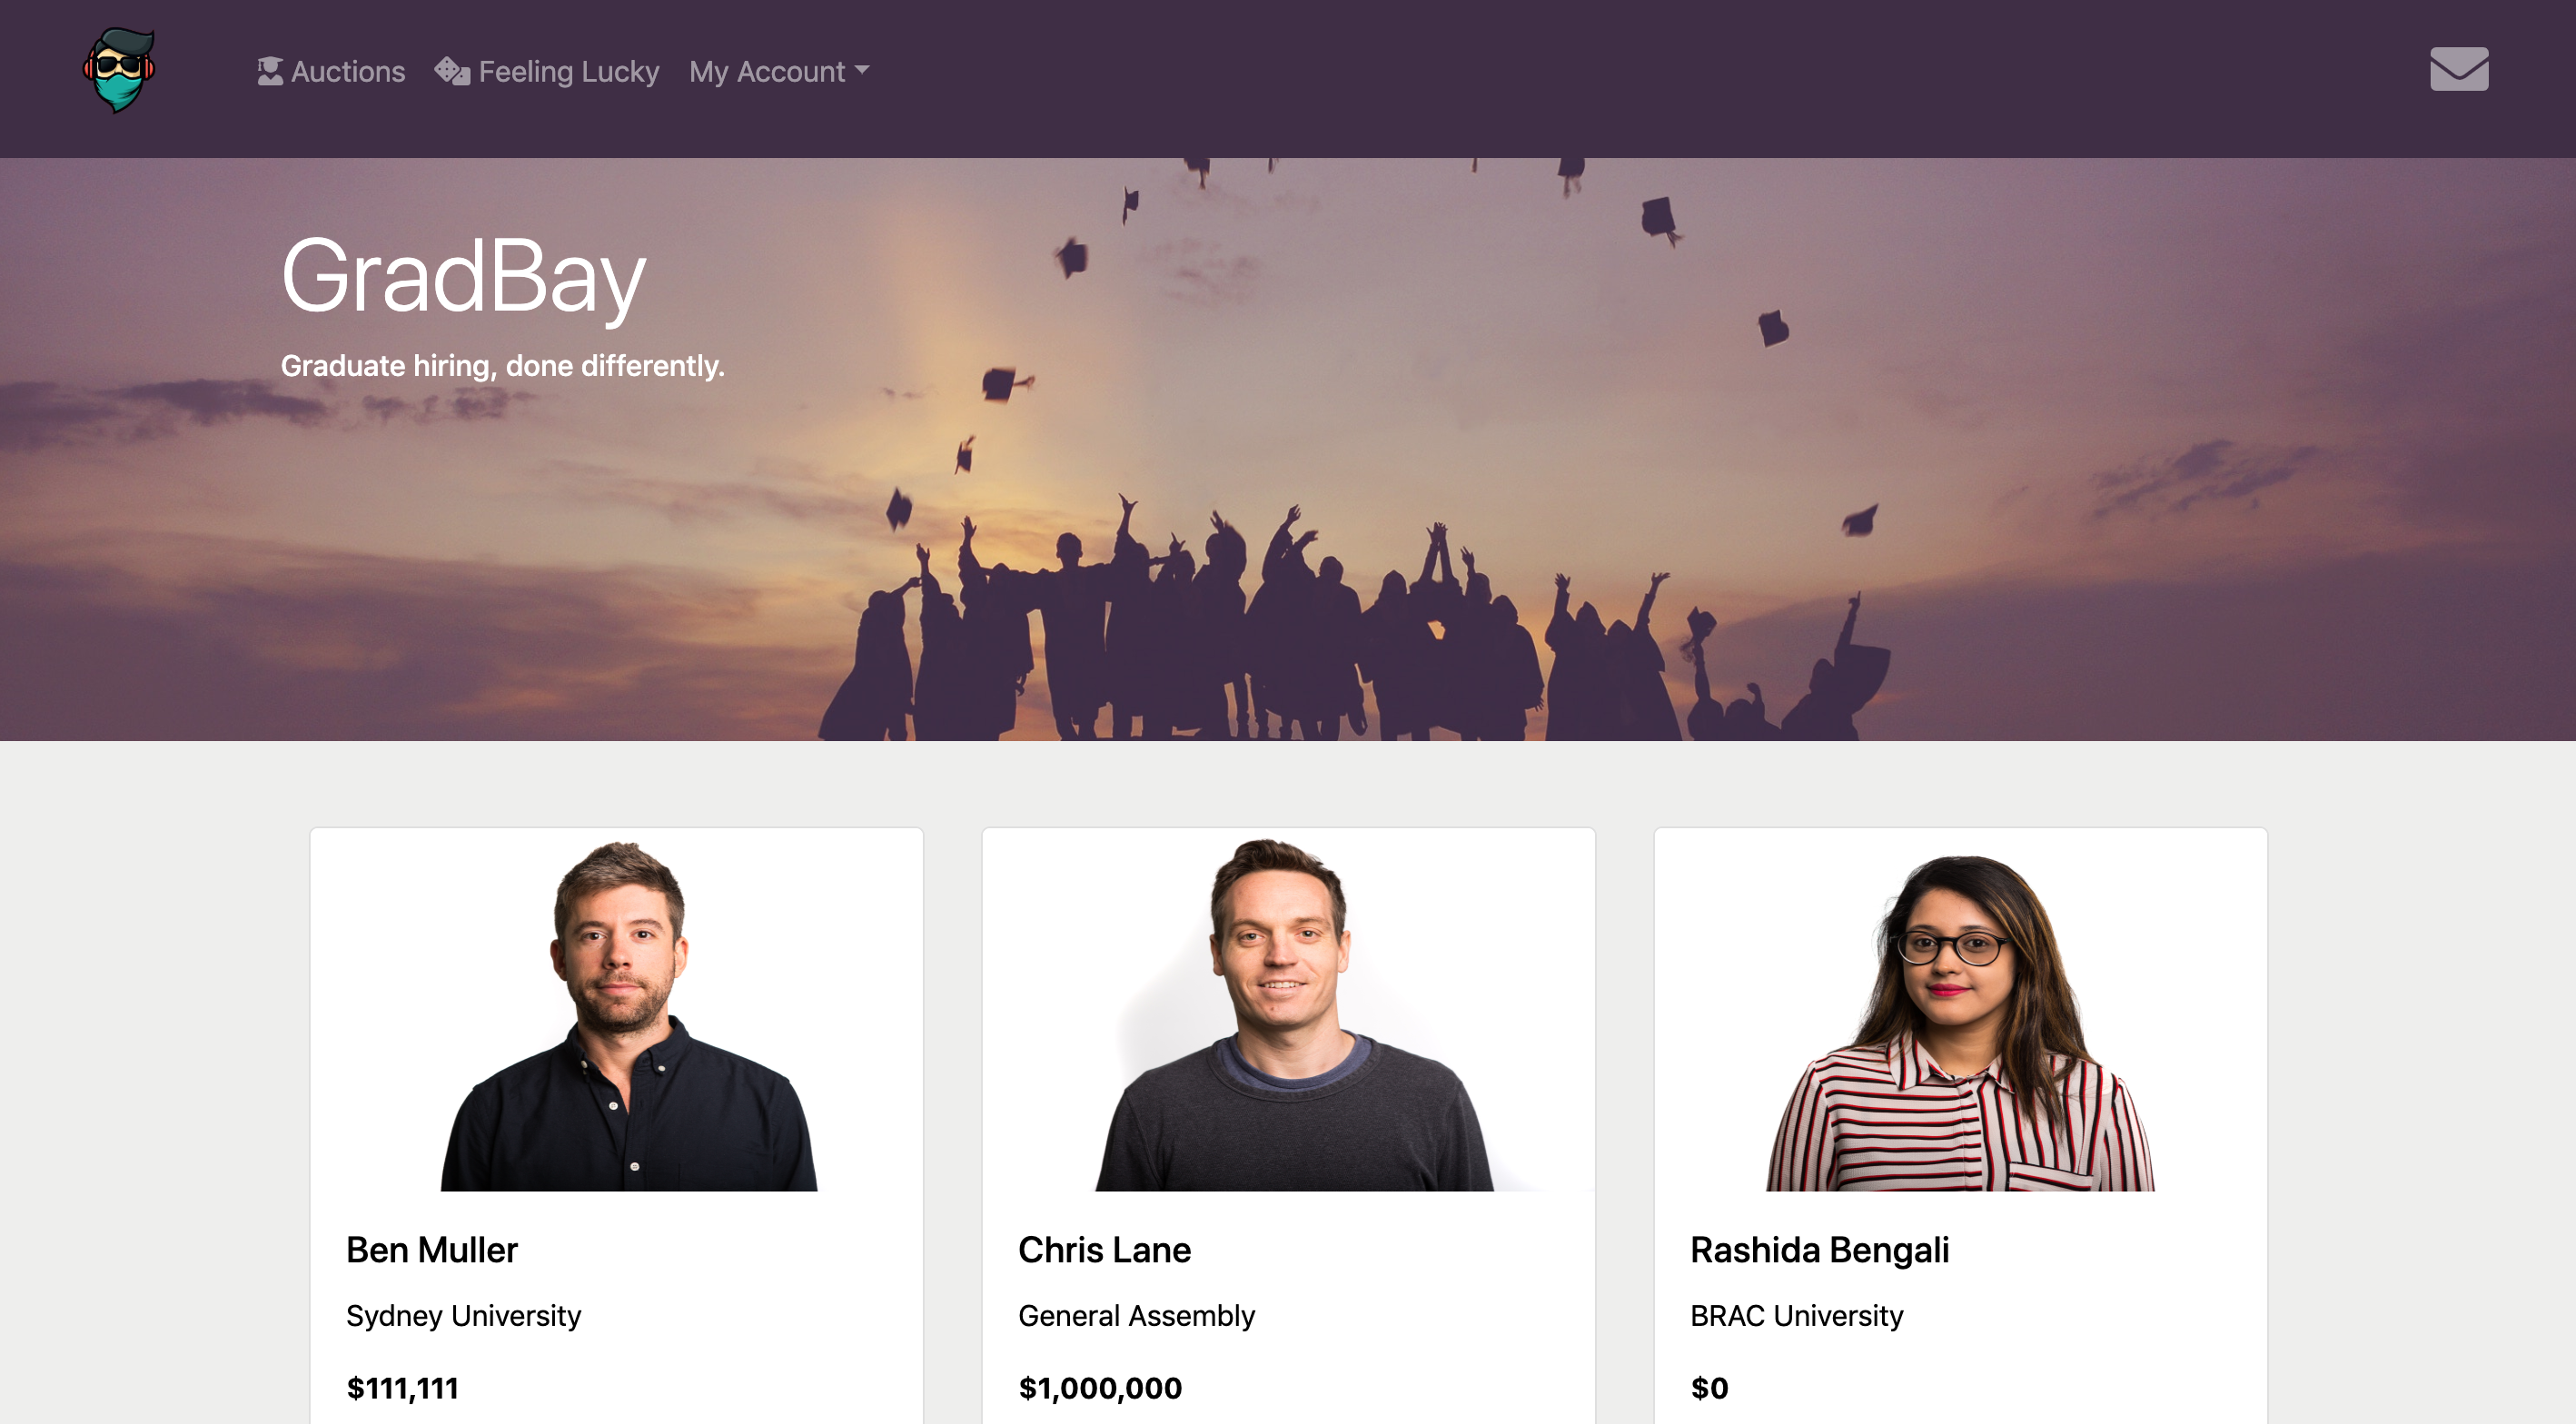 Auctions Feeling Lucky My Account
GradBay
Graduate hiring, done differently.
Ben Muller
Sydney University
$111,111
Chris Lane
General Assembly
$1,000,000
Rashida Bengali
BRAC University
$0